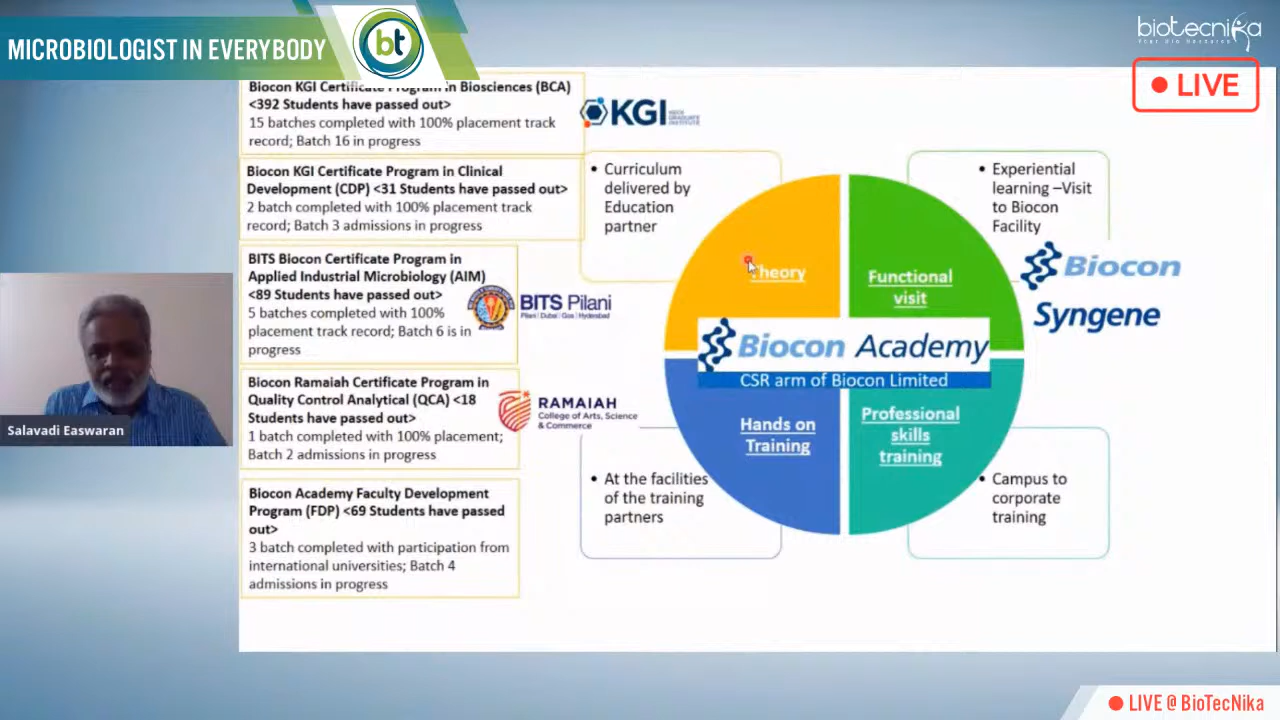 MICROBIOLOGIST IN EVERYBODY
bt
biotecnika
LIVE
Biocon KGI Certificate Program in Biosciences (BCA)
<392 Students have passed out>
15 batches completed with 100% placement track
record; Batch 16 in progress
KGI
Biocon KGI Certificate Program in Clinical
Development (CDP) <31 Students have passed out>
2 batch completed with 100% placement track
record; Batch 3 admissions in progress
BITS Biocon Certificate Program in
Applied Industrial Microbiology (AIM)
<89 Students have passed out>
5 batches completed with 100%
placement track record; Batch 6 is in
progress
BITS Pilani
Pilani | Dubai | Goa | Hyderabad
Biocon Ramaiah Certificate Program in
Quality Control Analytical (QCA) <18
Students have passed out>
1 batch completed with 100% placement;
Batch 2 admissions in progress
RAMAIAH
College of Arts, Science
& Commerce
Biocon Academy Faculty Development
Program (FDP) <69 Students have passed
out>
3 batch completed with participation from
international universities; Batch 4
admissions in progress
• Curriculum
delivered by
Education
partner
• Experiential
learning –Visit
to Biocon
Facility
Theory
Functional
visit
Biocon
Syngene
Biocon Academy
CSR arm of Biocon Limited
Hands on
Training
Professional
skills
training
• At the facilities
of the training
partners
• Campus to
corporate
training
Salavadi Easwaran
LIVE @ BioTecNika